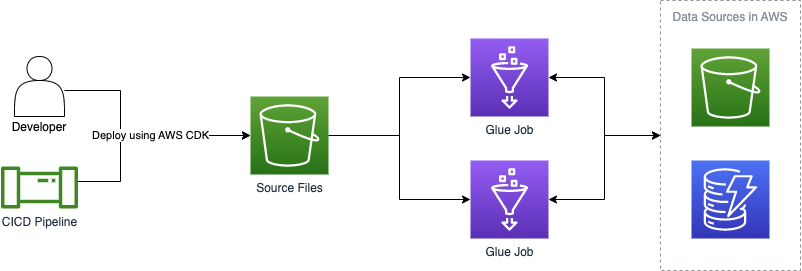 Data Sources in AWS
Developer
Deploy using AWS CDK
Glue Job
Source Files
CICD Pipeline
Glue Job